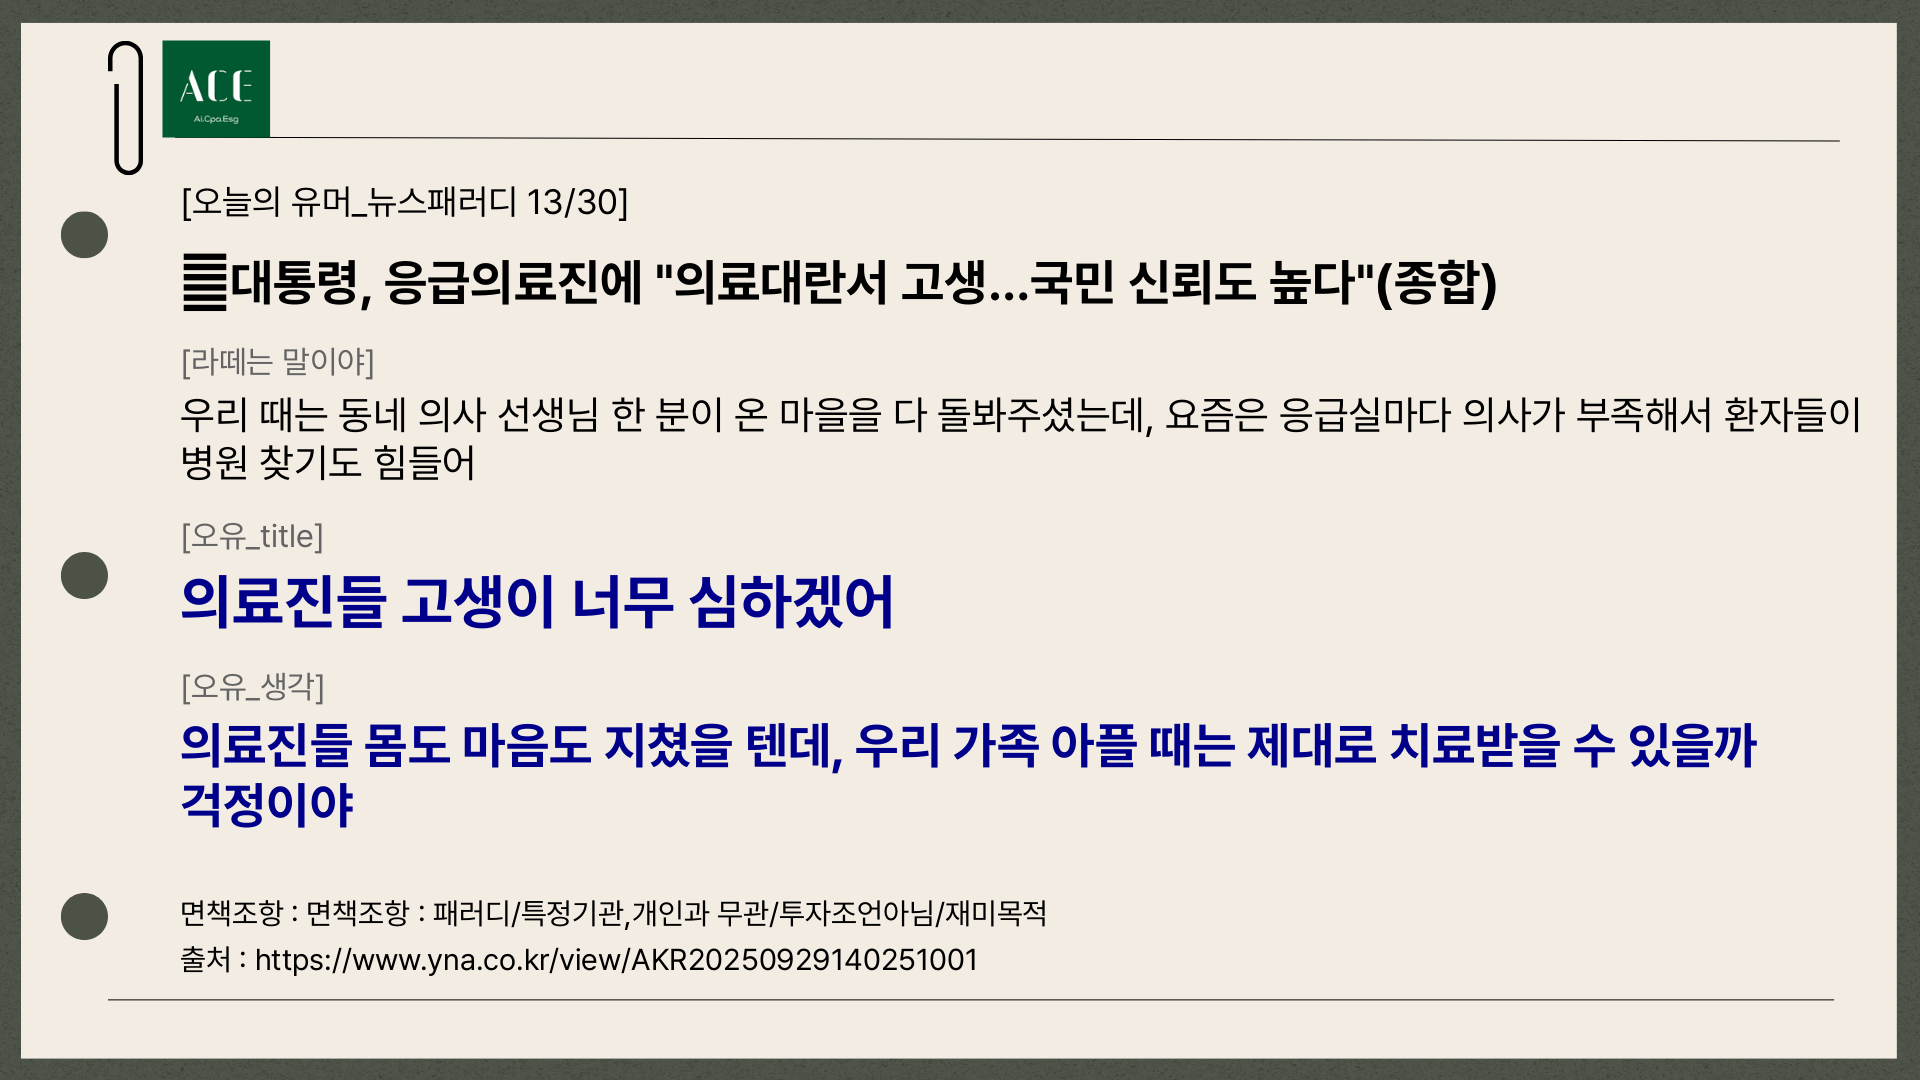 ACE
Ai.Cpa.Esg
[오늘의 유머_뉴스패러디 13/30]
대통령, 응급의료진에 "의료대란서 고생…국민 신뢰도 높다"(종합)
[라떼는 말이야]
우리 때는 동네 의사 선생님 한 분이 온 마을을 다 돌봐주셨는데, 요즘은 응급실마다 의사가 부족해서 환자들이
병원 찾기도 힘들어
[오유_title]
의료진들 고생이 너무 심하겠어
[오유_생각]
의료진들 몸도 마음도 지쳤을 텐데, 우리 가족 아플 때는 제대로 치료받을 수 있을까
걱정이야
면책조항 : 면책조항 : 패러디/특정기관,개인과 무관/투자조언아님/재미목적
출처 : https://www.yna.co.kr/view/AKR20250929140251001